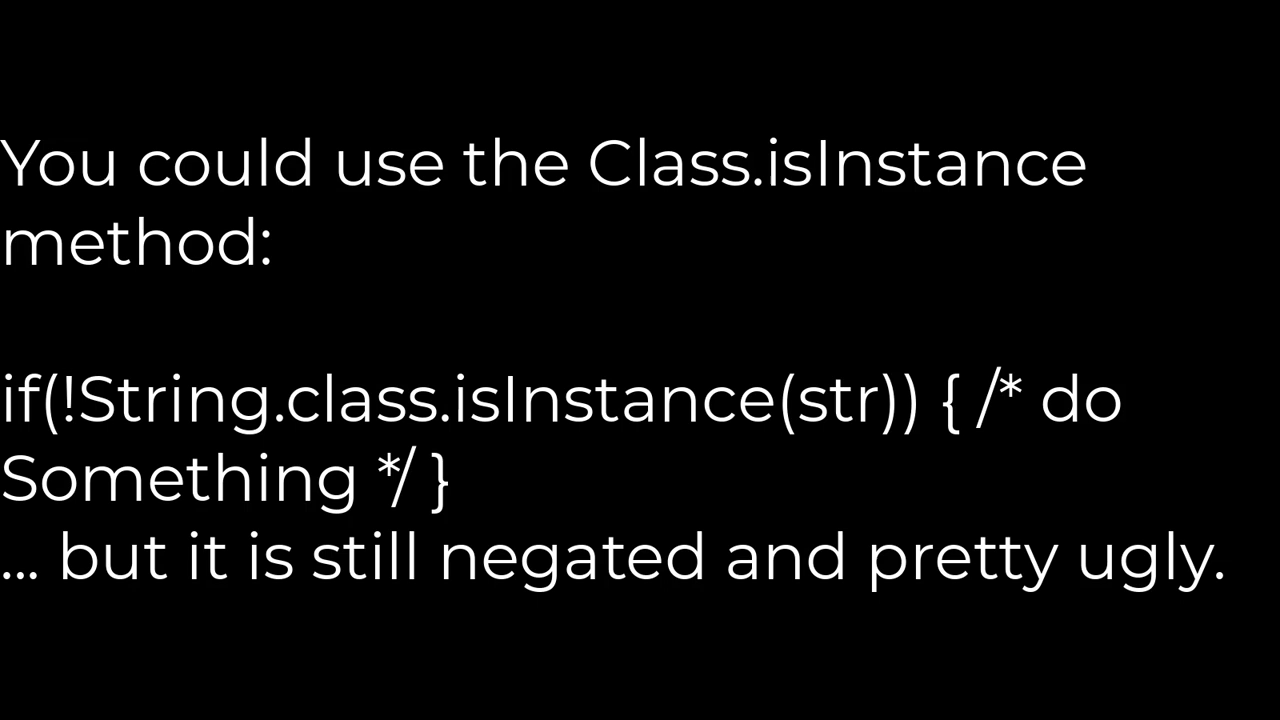 You could use the Class.isInstance
method:
if(!String.class.isInstance(str)) { /* do
Something */ }
... but it is still negated and pretty ugly.